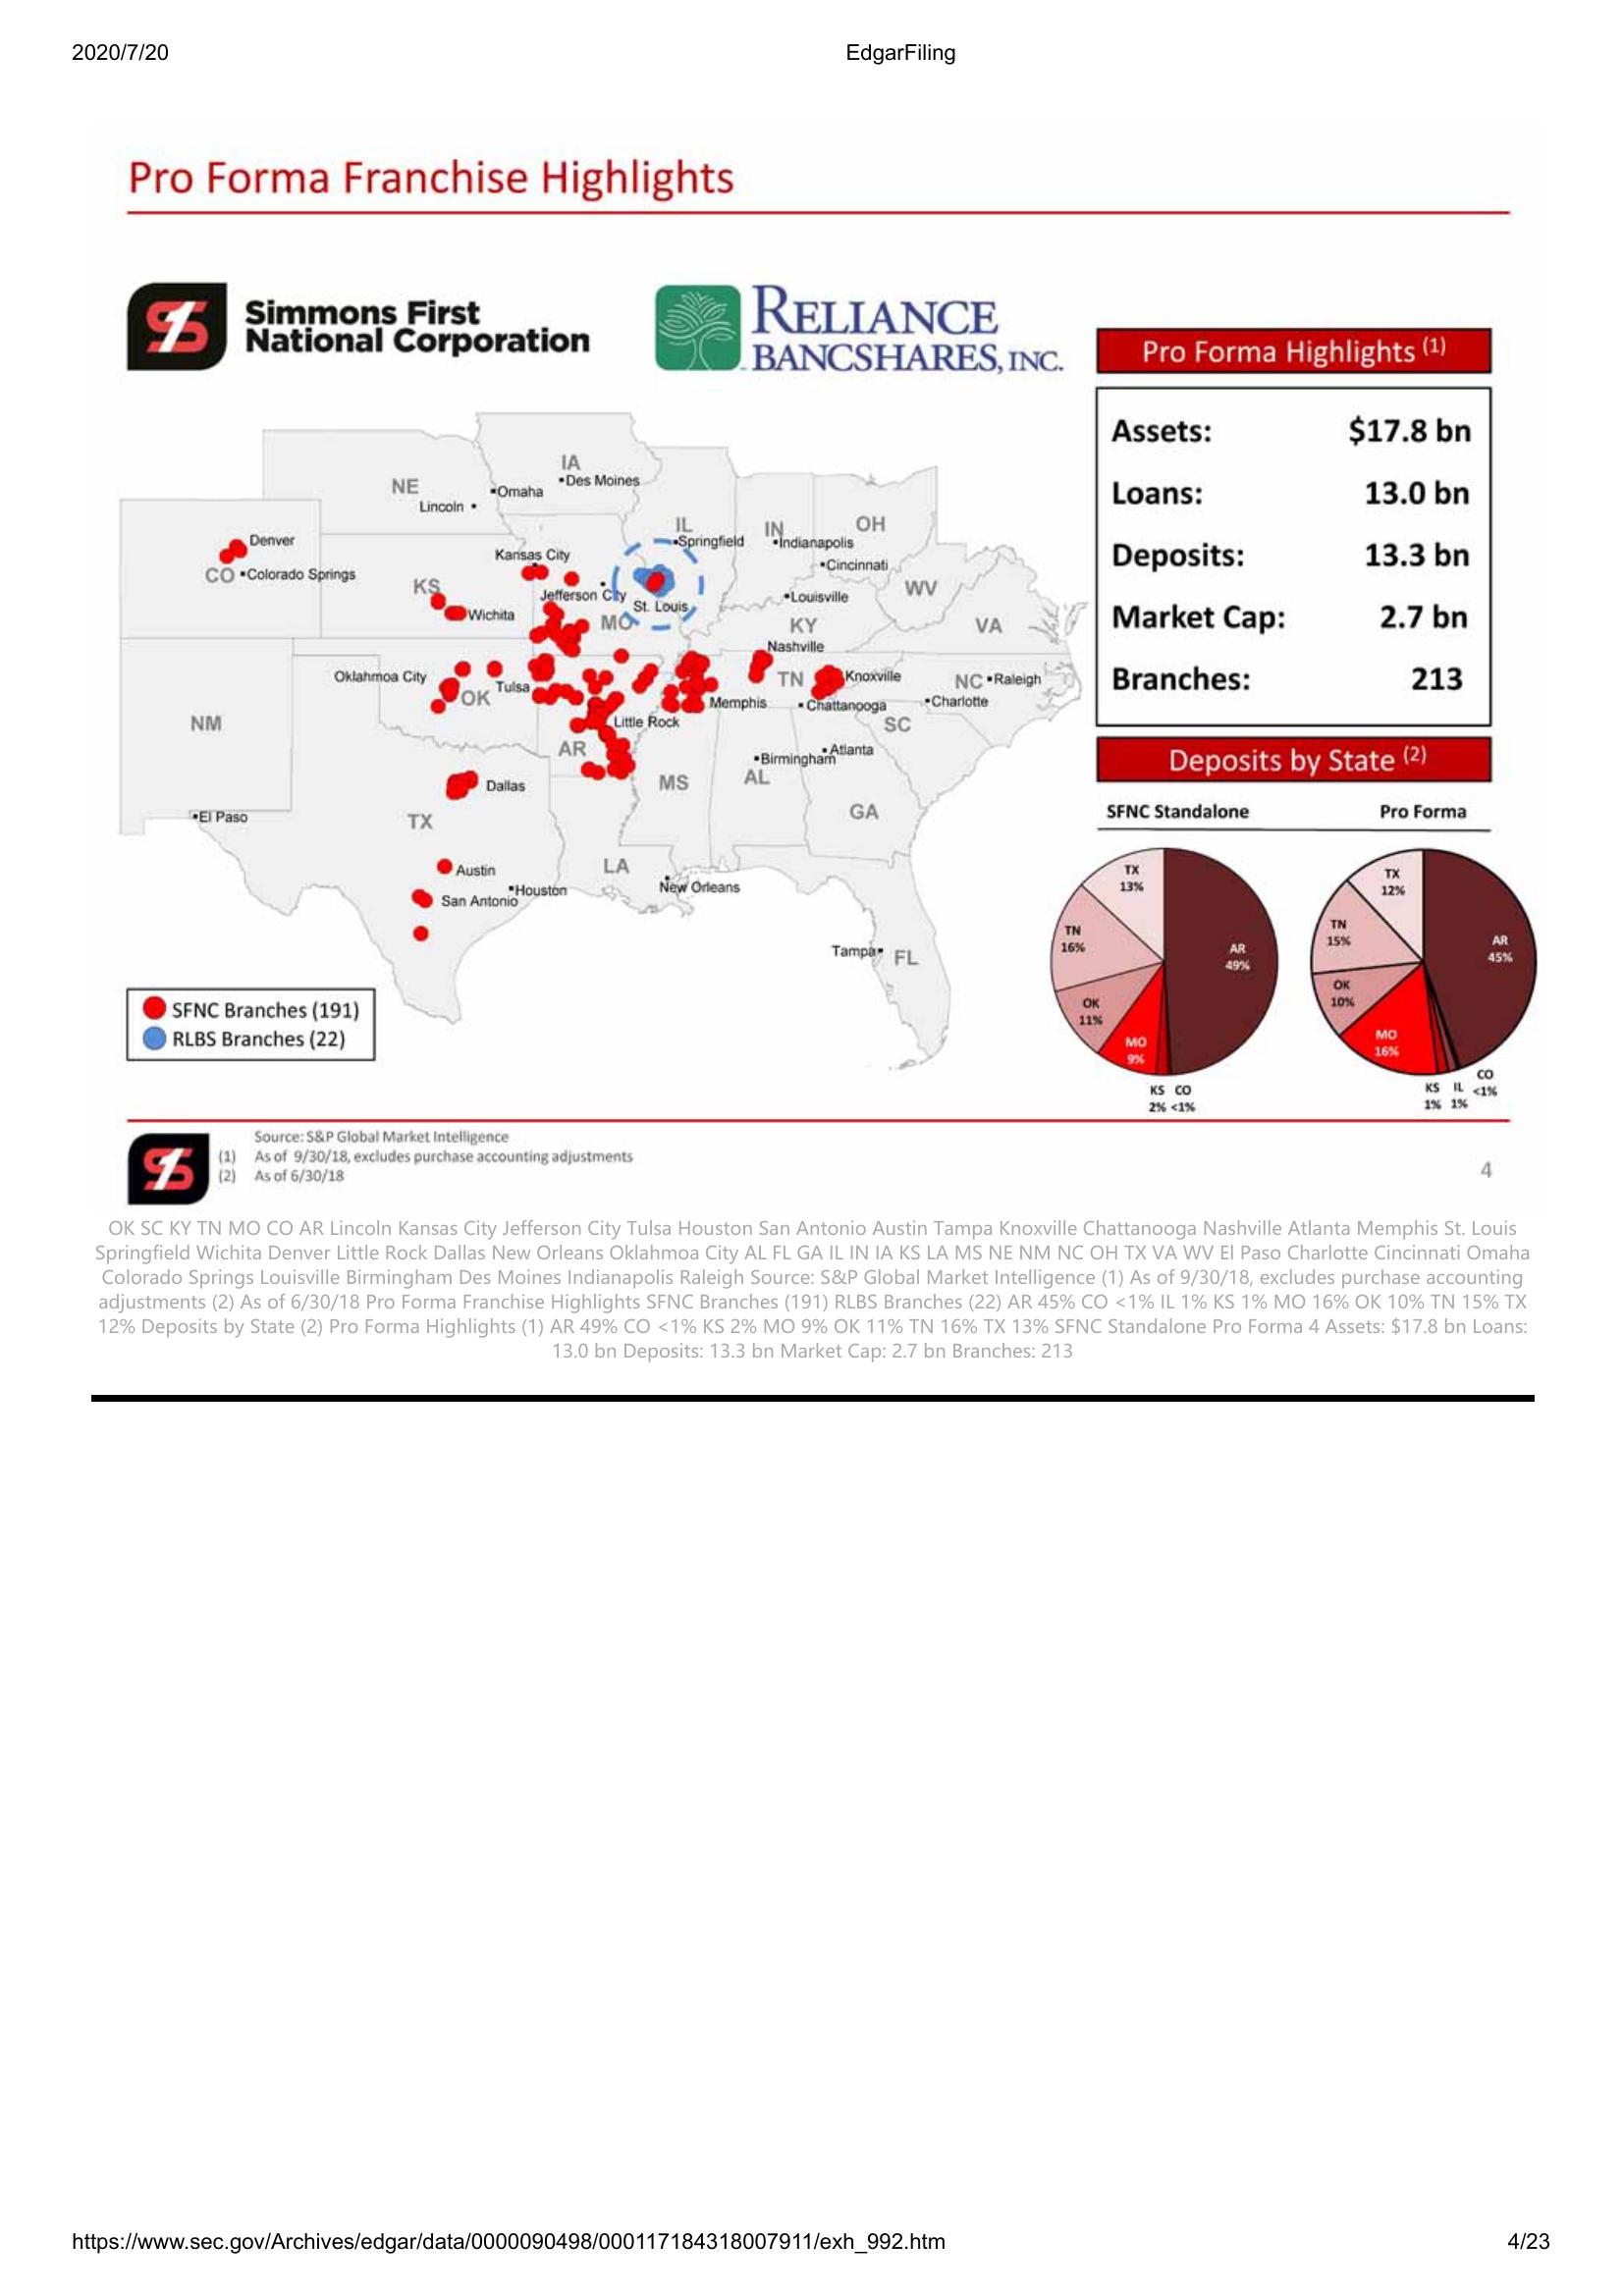 2020/7/20
EdgarFiling
Pro Forma Franchise Highlights
Simmons First
National Corporation
RELIANCE
BANCSHARES, INC.
Pro Forma Highlights (1)
Assets: $17.8 bn
Loans: 13.0 bn
Deposits: 13.3 bn
Market Cap: 2.7 bn
Branches: 213
IA
Des Moines
NE
Omaha
Lincoln
IL
Springfield
IN
Indianapolis
OH
Denver
Kansas City
Cincinnati
CO
Colorado Springs
KS
Jefferson City
St. Louis
Louisville
WV
Wichita
MO
KY
VA
Nashville
Oklahmoa City
Tulsa
OK
TN
Knoxville
NC
Raleigh
Memphis
Chattanooga
Charlotte
NM
Little Rock
SC
AR
Birmingham
Atlanta
MS
AL
Dallas
GA
El Paso
TX
LA
Austin
Houston
New Orleans
San Antonio
Tampa
FL
SFNC Branches (191)
RLBS Branches (22)
Deposits by State (2)
SFNC Standalone
Pro Forma
TX
13%
TN
16%
AR
49%
OK
11%
MO
9%
KS CO
2% <1%
TX
12%
TN
15%
AR
45%
OK
10%
MO
16%
CO
<1%
KS IL
1% 1%
Source: S&P Global Market Intelligence
(1) As of 9/30/18, excludes purchase accounting adjustments
(2) As of 6/30/18
4
OK SC KY TN MO CO AR Lincoln Kansas City Jefferson City Tulsa Houston San Antonio Austin Tampa Knoxville Chattanooga Nashville Atlanta Memphis St. Louis
Springfield Wichita Denver Little Rock Dallas New Orleans Oklahmoa City AL FL GA IL IN IA KS LA MS NE NM NC OH TX VA WV El Paso Charlotte Cincinnati Omaha
Colorado Springs Louisville Birmingham Des Moines Indianapolis Raleigh Source: S&P Global Market Intelligence (1) As of 9/30/18, excludes purchase accounting
adjustments (2) As of 6/30/18 Pro Forma Franchise Highlights SFNC Branches (191) RLBS Branches (22) AR 45% CO <1% IL 1% KS 1% MO 16% OK 10% TN 15% TX
12% Deposits by State (2) Pro Forma Highlights (1) AR 49% CO <1% KS 2% MO 9% OK 11% TN 16% TX 13% SFNC Standalone Pro Forma 4 Assets: $17.8 bn Loans:
13.0 bn Deposits: 13.3 bn Market Cap: 2.7 bn Branches: 213
https://www.sec.gov/Archives/edgar/data/0000090498/000117184318007911/exh_992.htm
4/23